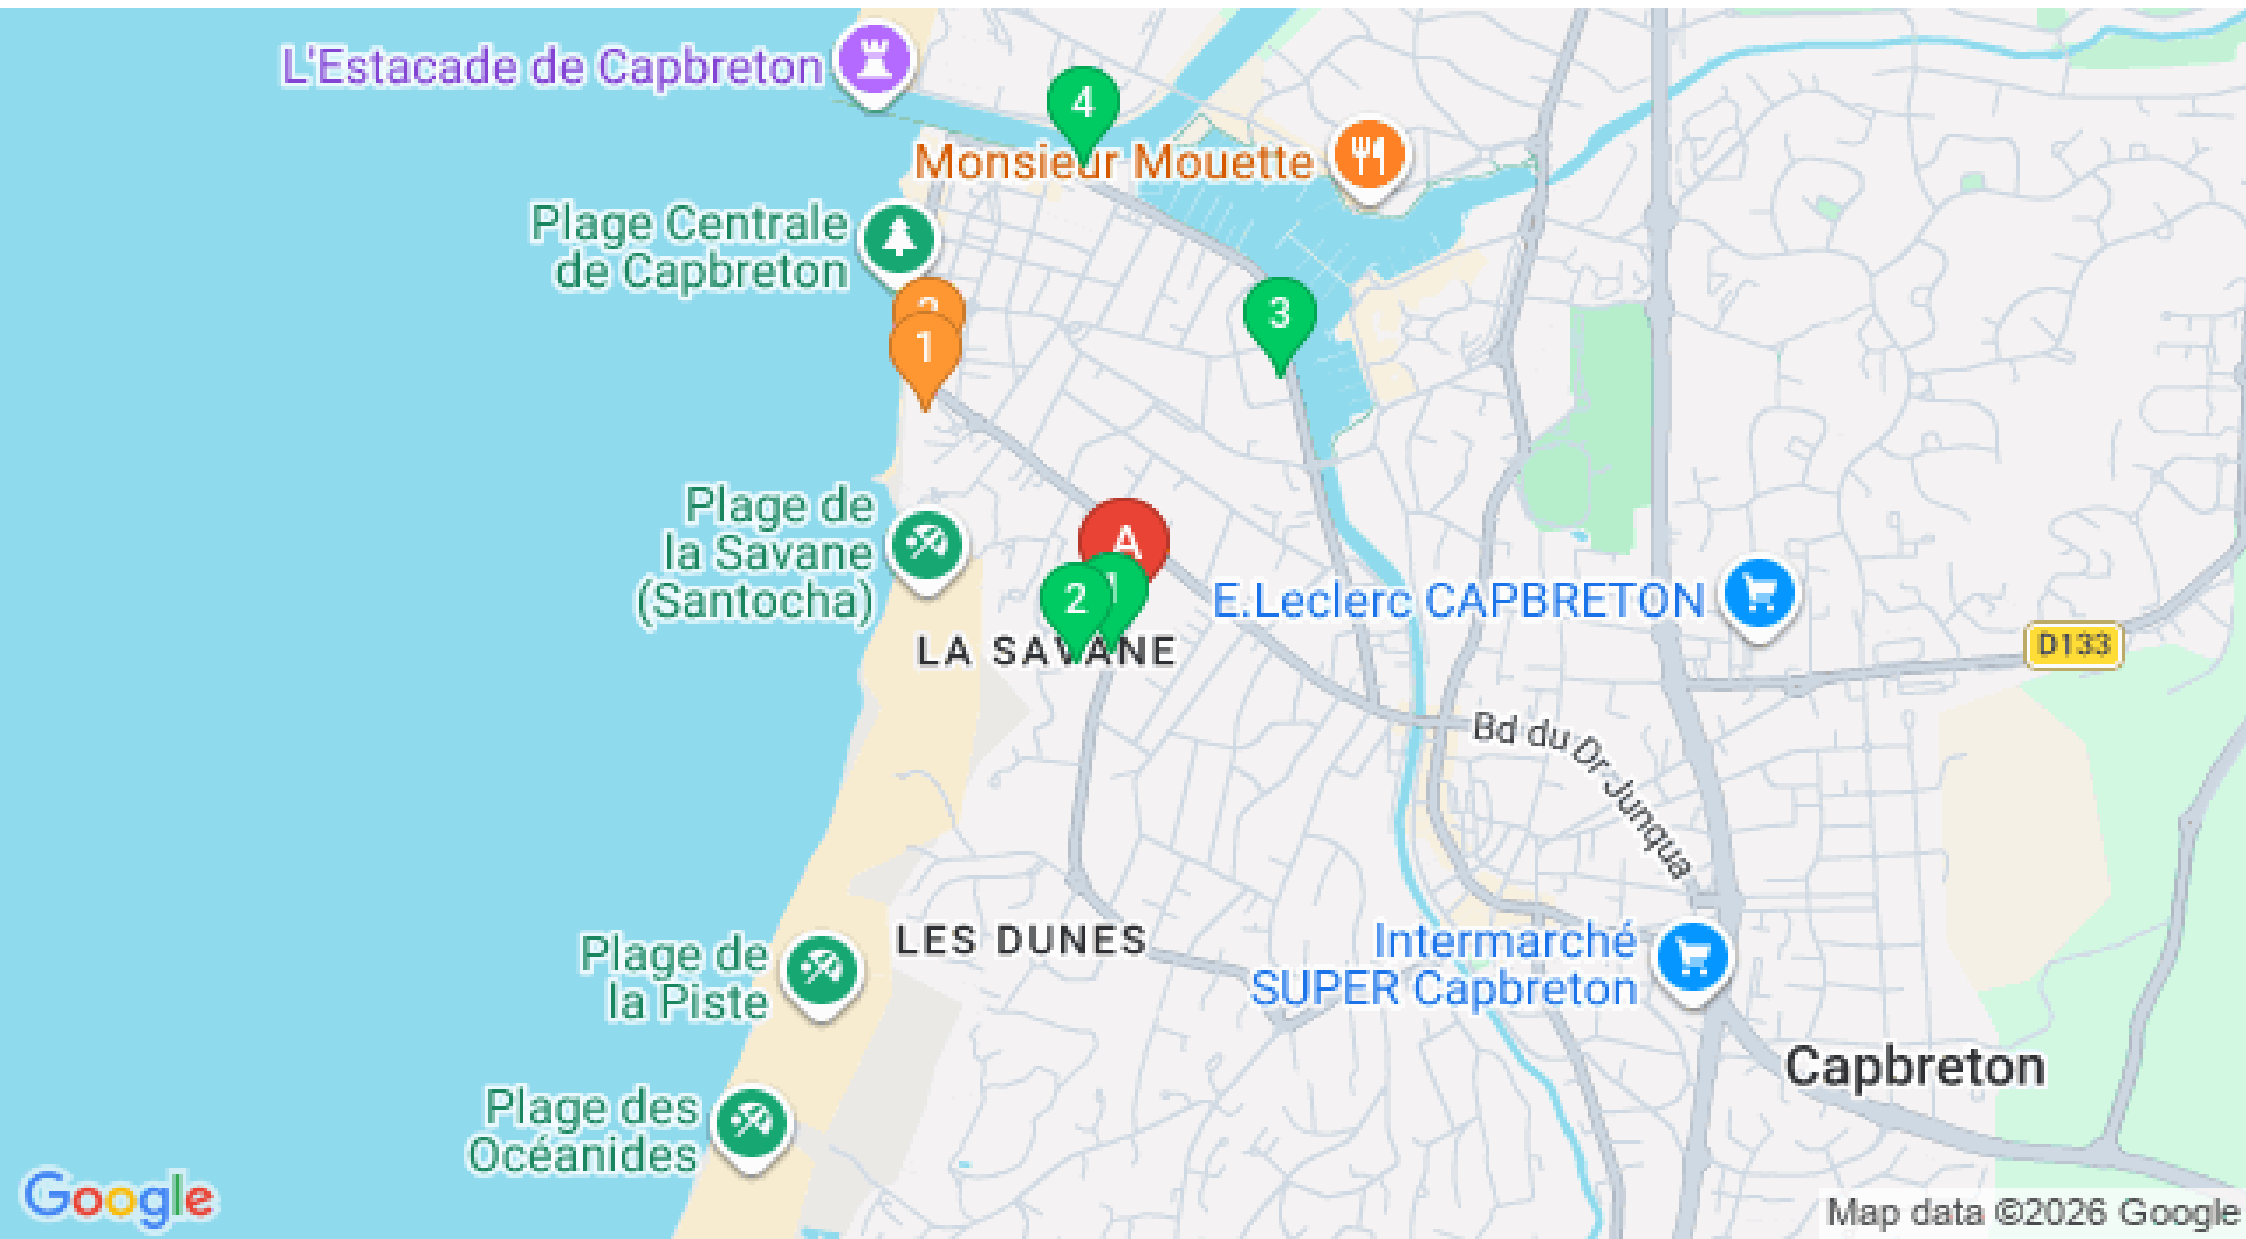 L'Estacade de Capbreton
4
Monsieur Mouette
Plage Centrale
de Capbreton
3
1
Plage de
la Savane
(Santocha)
A
2
1
E.Leclerc CAPBRETON
LA SAVANE
D133
Bd du Dr Junqua
LES DUNES
Plage de
la Piste
Intermarché
SUPER Capbreton
Capbreton
Plage des
Océanides
Google
Map data ©2026 Google